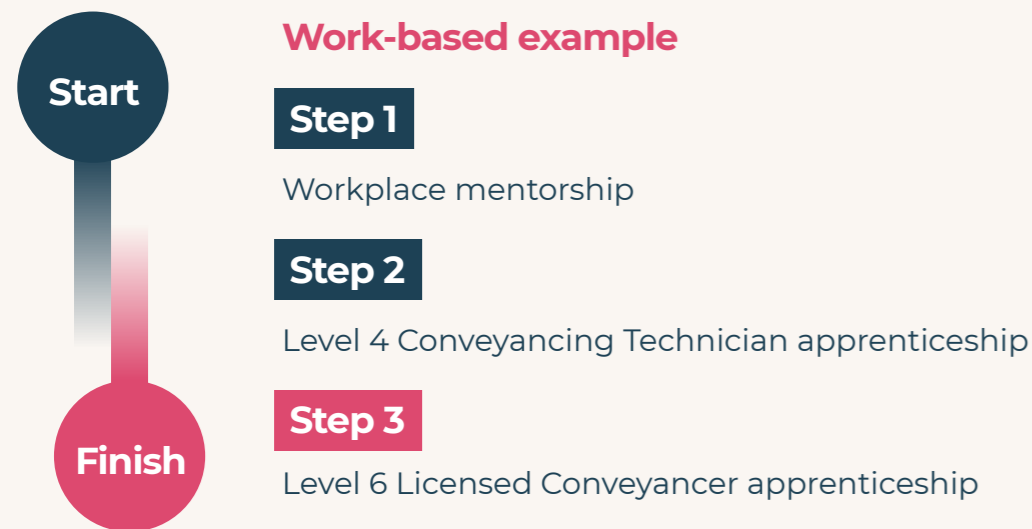 Start
Work-based example
Step 1
Workplace mentorship
Step 2
Level 4 Conveyancing Technician apprenticeship
Step 3
Finish
Level 6 Licensed Conveyancer apprenticeship